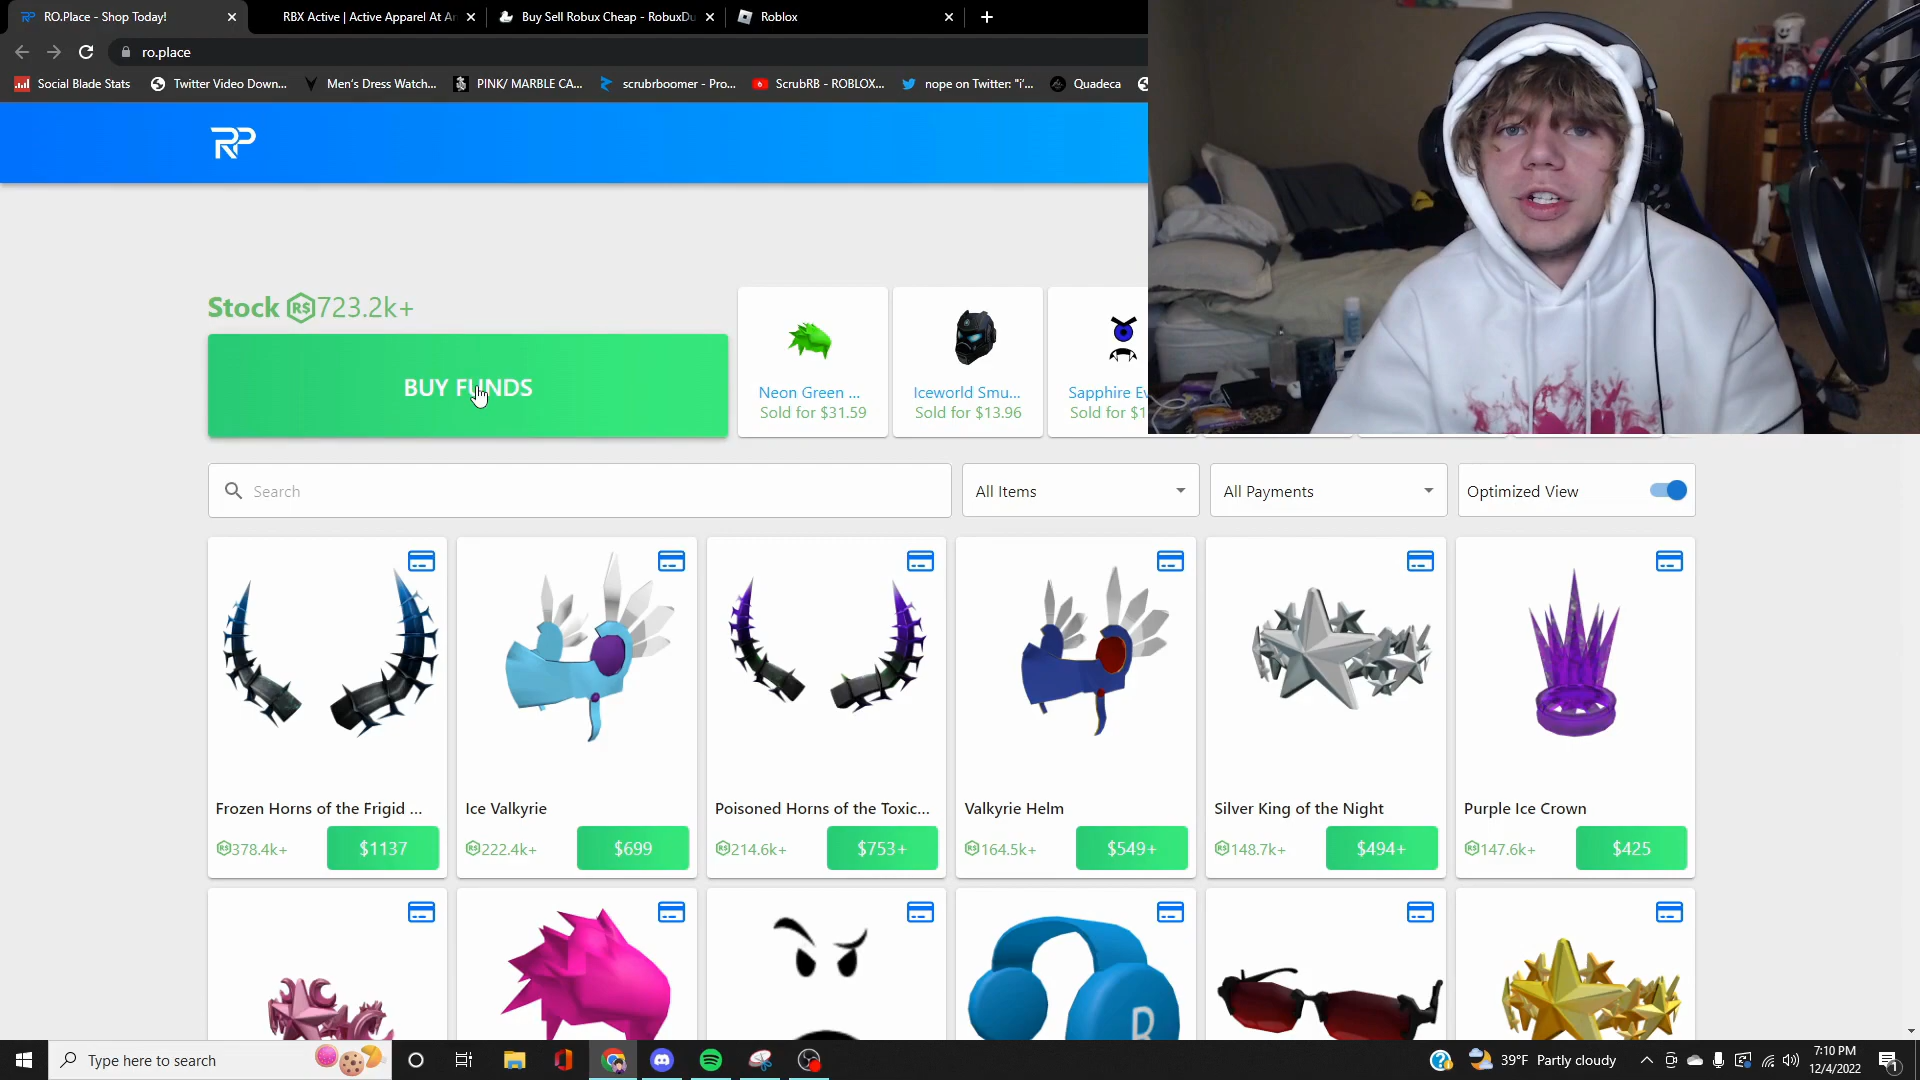 RO.Place - Shop Today!
RBX Active | Active Apparel At A
Buy Sell Robux Cheap - RobuxDu
Roblox
ro.place
Social Blade Stats
Twitter Video Down...
Men's Dress Watch...
PINK/ MARBLE CA...
scrubrboomer - Pro...
ScrubRB - ROBLOX...
nope on Twitter: "i'...
Quadeca
RP
Stock R$723.2k+
BUY FUNDS
Neon Green ...
Sold for $31.59
Iceworld Smu...
Sold for $13.96
Sapphire Ev
Sold for $1
Search
All Items
All Payments
Optimized View
Frozen Horns of the Frigid ...
R$378.4k+
$1137
Ice Valkyrie
R$222.4k+
$699
Poisoned Horns of the Toxic...
R$214.6k+
$753+
Valkyrie Helm
R$164.5k+
$549+
Silver King of the Night
R$148.7k+
$494+
Purple Ice Crown
R$147.6k+
$425
R
Type here to search
39°F Partly cloudy
7:10 PM
12/4/2022
1